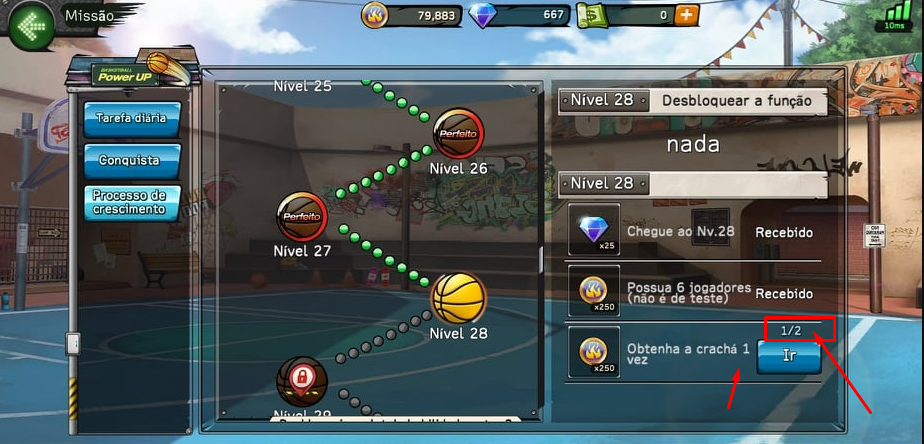 Missão
79,883
667
0
10ms
BASKETBALL
Power UP
Tarefa diária
Conquista
Processo de
crescimento
Nível 25
Perfeito
Nível 26
Perfeito
Nível 27
Nível 28
Nível 29
Nível 28
Desbloquear a função
nada
Nível 28
x25
Chegue ao Nv.28
Recebido
x250
Possua 6 jogadores
(não é de teste)
Recebido
1/2
x250
Obtenha a crachá 1
vez
Ir